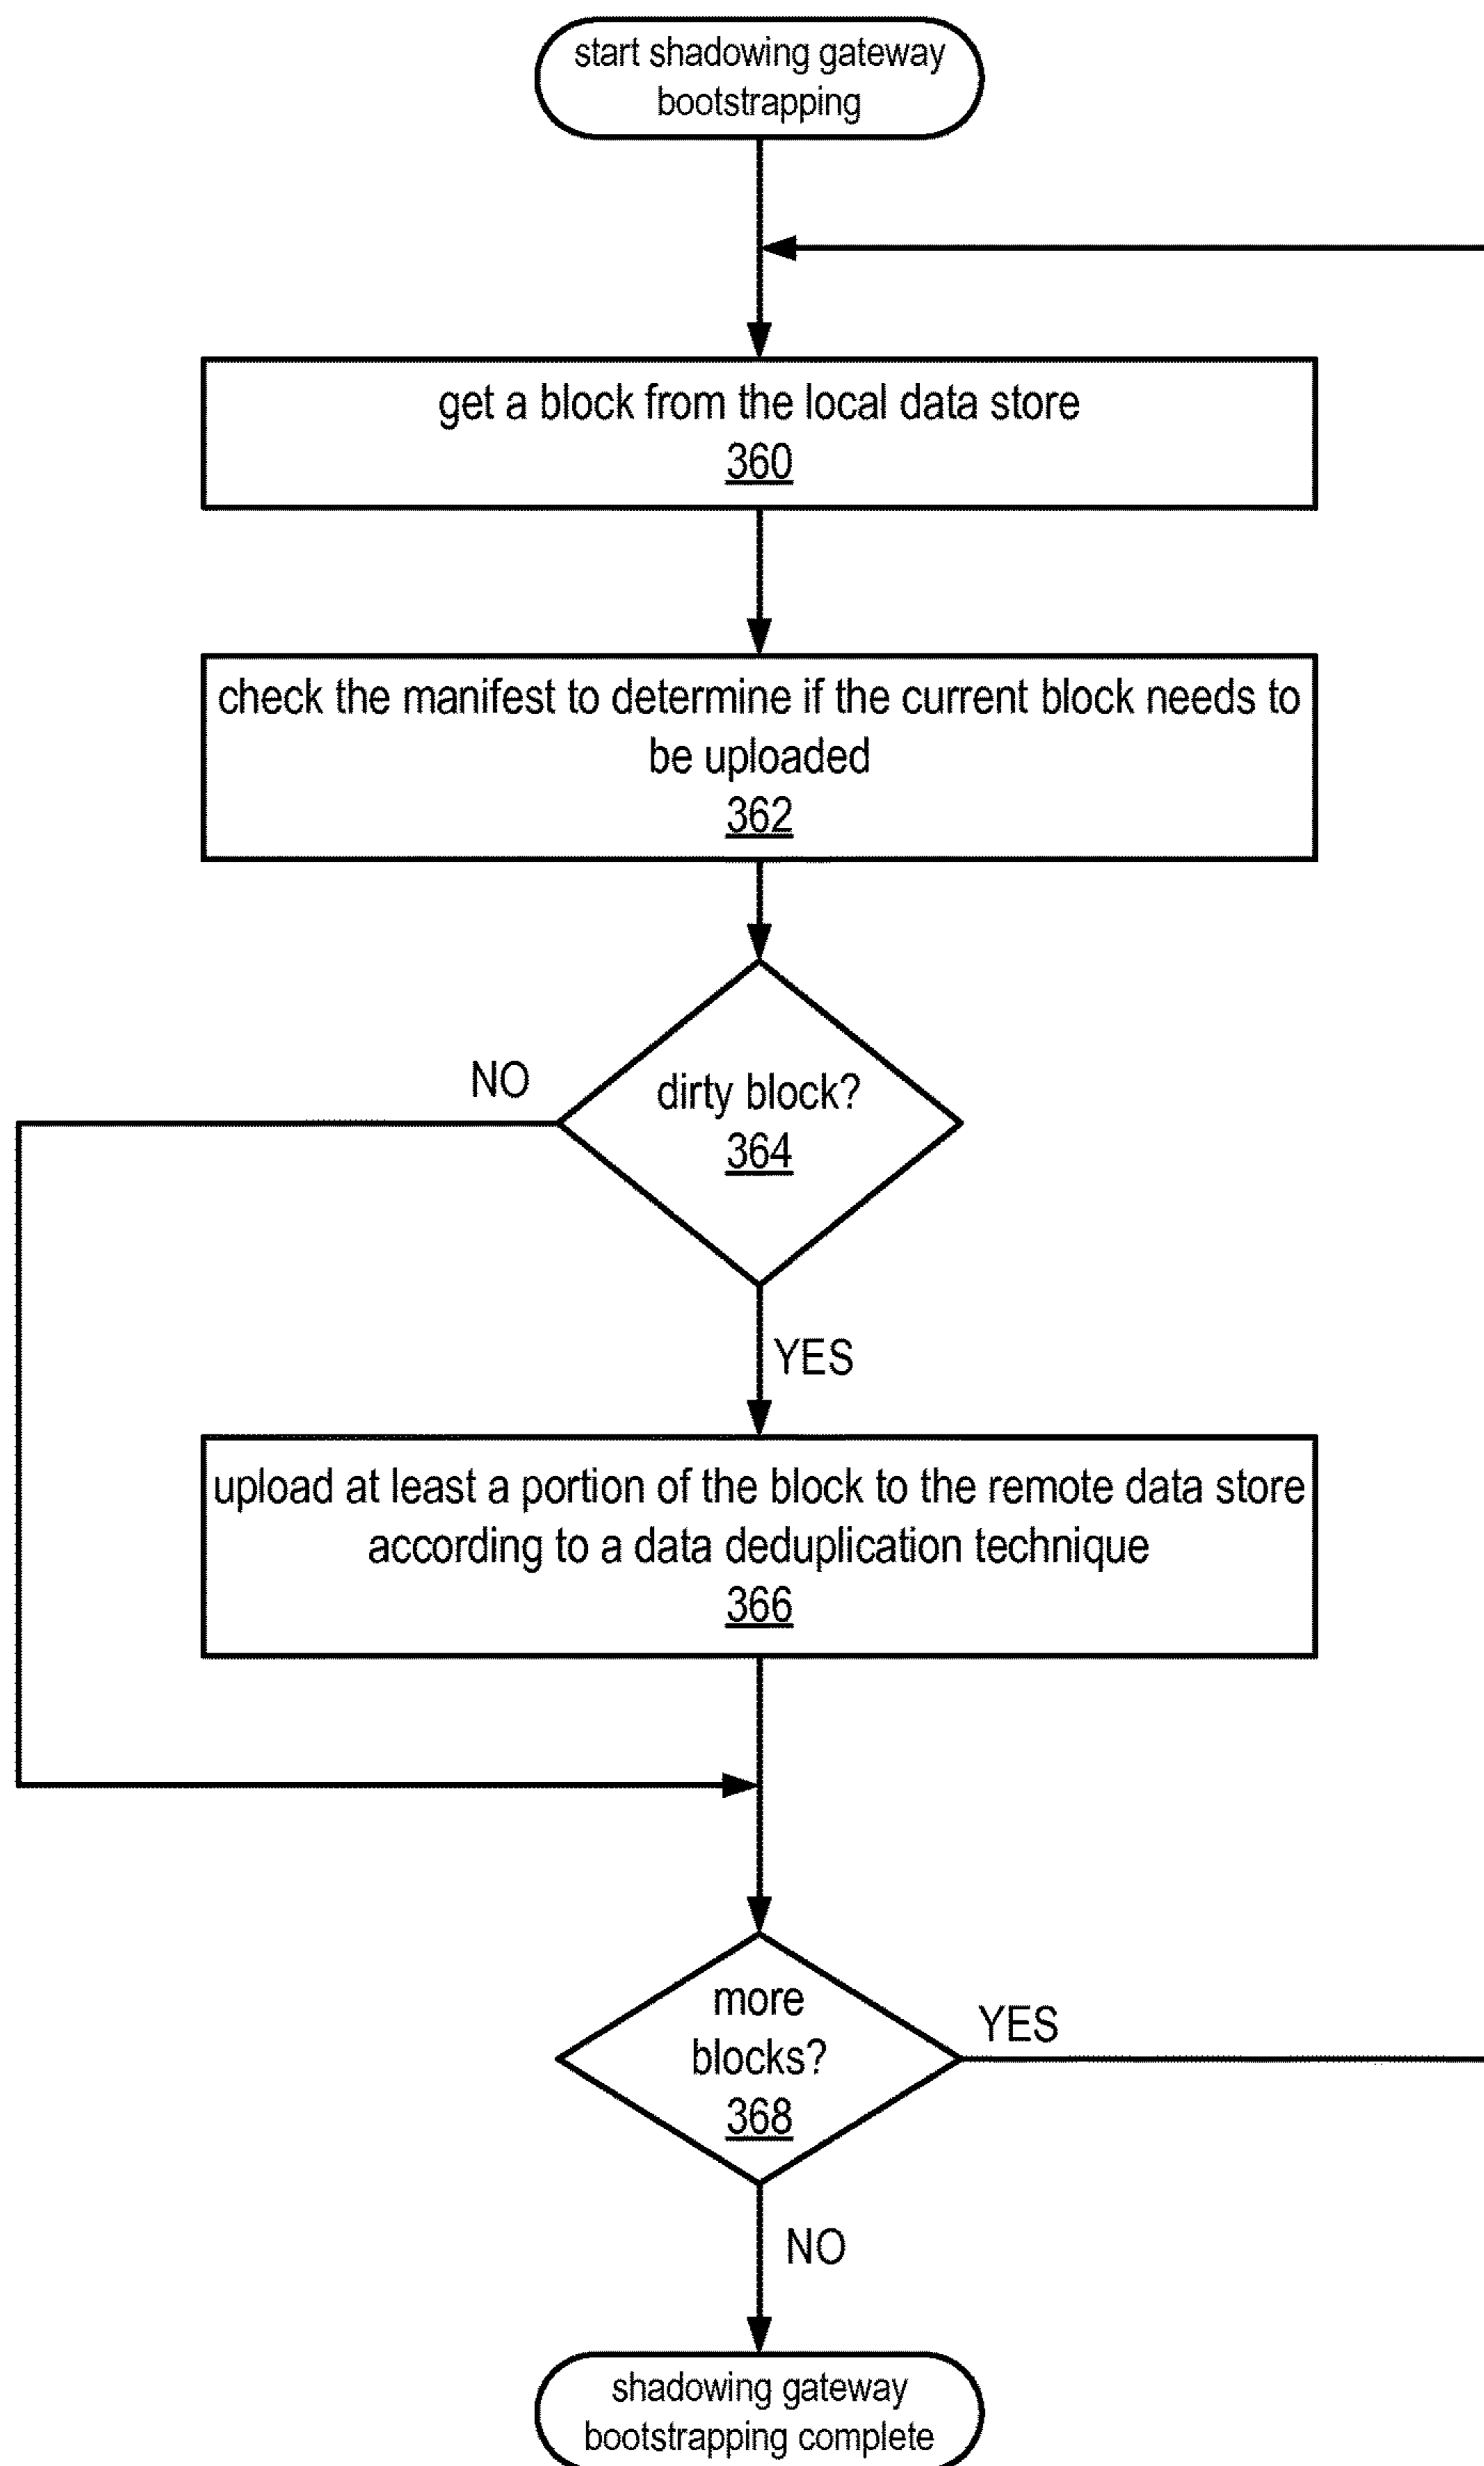 start shadowing gateway
bootstrapping
get a block from the local data store
360
check the manifest to determine if the current block needs to
be uploaded
362
dirty block?
364
NO
YES
upload at least a portion of the block to the remote data store
according to a data deduplication technique
366
more
blocks?
368
YES
NO
shadowing gateway
bootstrapping complete